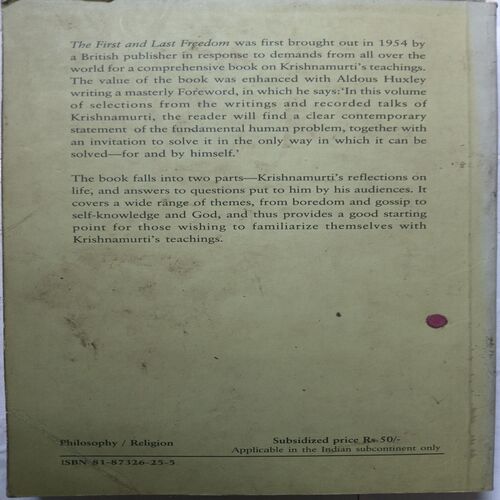 The First and Last Freedom was first brought out in 1954 by
a British publisher in response to demands from all over the
world for a comprehensive book on Krishnamurti's teachings.
The value of the book was enhanced with Aldous Huxley
writing a masterly Foreword, in which he says:'In this volume
of selections from the writings and recorded talks of
Krishnamurti, the reader will find a clear contemporary
statement of the fundamental human problem, together with
an invitation to solve it in the only way in which it can be
solved—for and by himself.'
The book falls into two parts—Krishnamurti's reflections on
life, and answers to questions put to him by his audiences. It
covers a wide range of themes, from boredom and gossip to
self-knowledge and God, and thus provides a good starting
point for those wishing to familiarize themselves with
Krishnamurti's teachings.
Philosophy / Religion
Subsidized price Rs 50/-
Applicable in the Indian subcontinent only
ISBN 81-87326-25-5